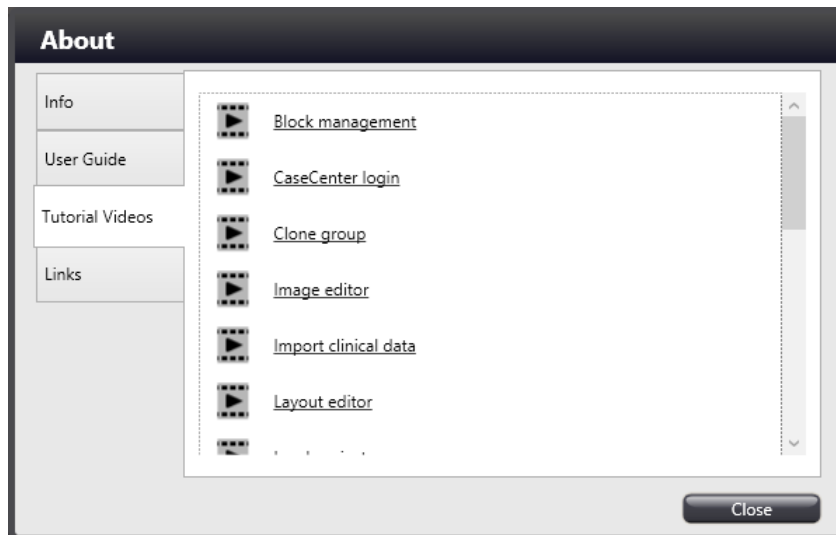 About
Info
User Guide
Tutorial Videos
Links
Block management
CaseCenter login
Clone group
Image editor
Import clinical data
Layout editor
Close